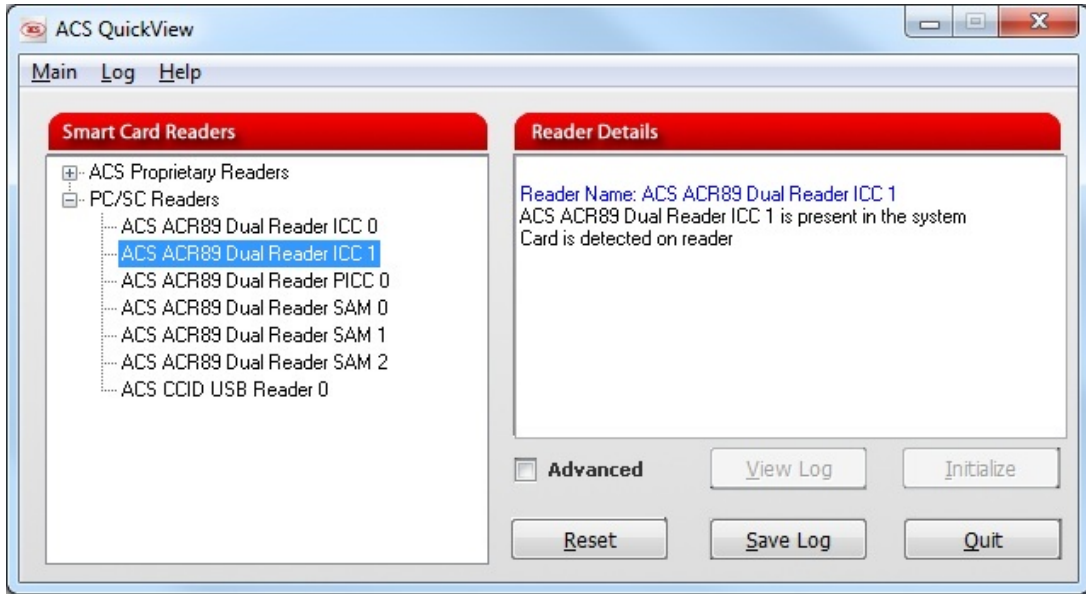 ACS QuickView
Main Log Help
Smart Card Readers
ACS Proprietary Readers
PC/SC Readers
ACS ACR89 Dual Reader ICC 0
ACS ACR89 Dual Reader ICC 1
ACS ACR89 Dual Reader PICC 0
ACS ACR89 Dual Reader SAM 0
ACS ACR89 Dual Reader SAM 1
ACS ACR89 Dual Reader SAM 2
ACS CCID USB Reader 0
Reader Details
Reader Name: ACS ACR89 Dual Reader ICC 1
ACS ACR89 Dual Reader ICC 1 is present in the system
Card is detected on reader
Advanced
View Log
Initialize
Reset
Save Log
Quit